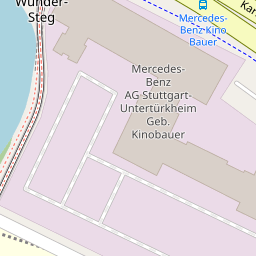 Wunder-
Steg
Mercedes-
Benz Kino
Bauer
Mercedes-
Benz
AG Stuttgart-
Untertürkheim
Geb.
Kinobauer